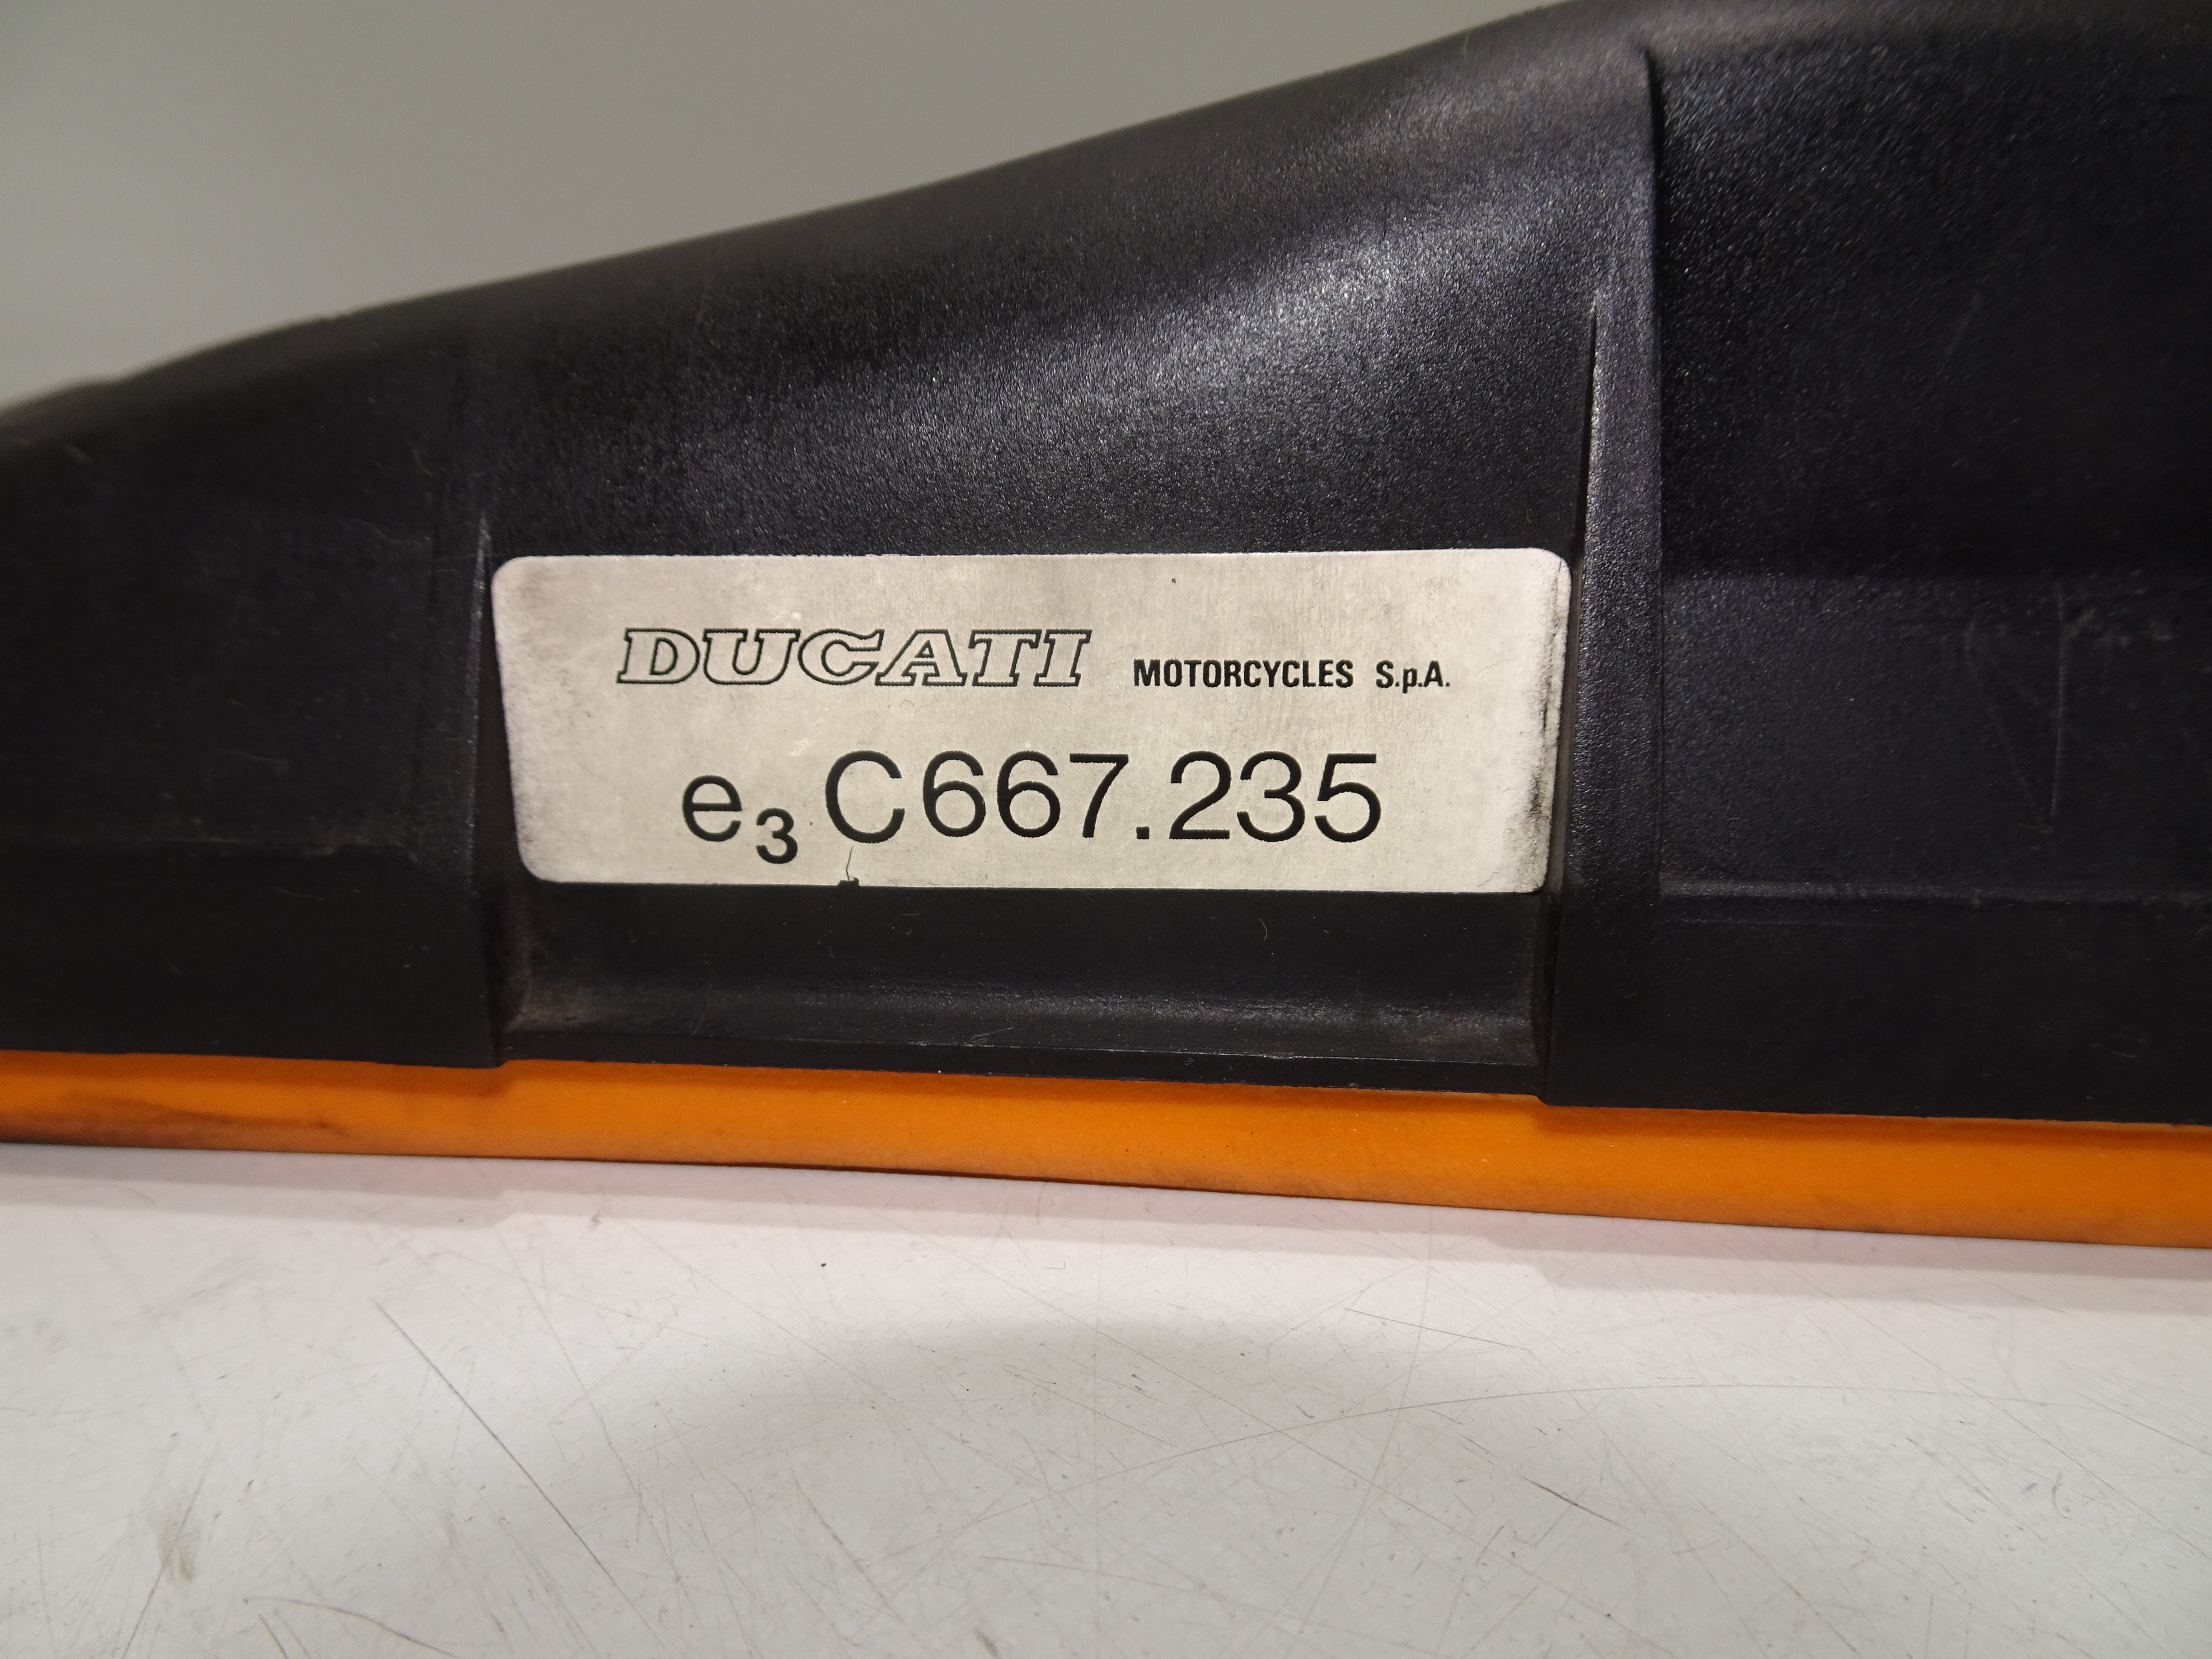 DUCATI MOTORCYCLES S.p.A.
e3 C667.235